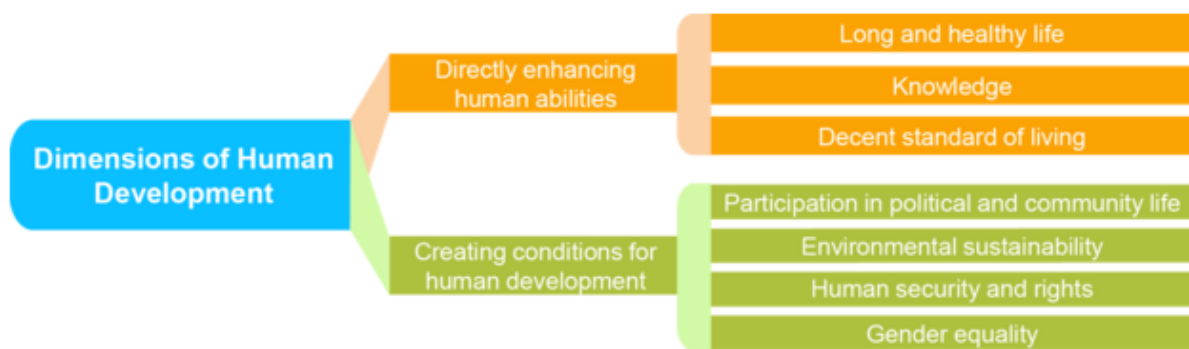 Dimensions of Human
Development
Directly enhancing
human abilities
Long and healthy life
Knowledge
Decent standard of living
Creating conditions for
human development
Participation in political and community life
Environmental sustainability
Human security and rights
Gender equality